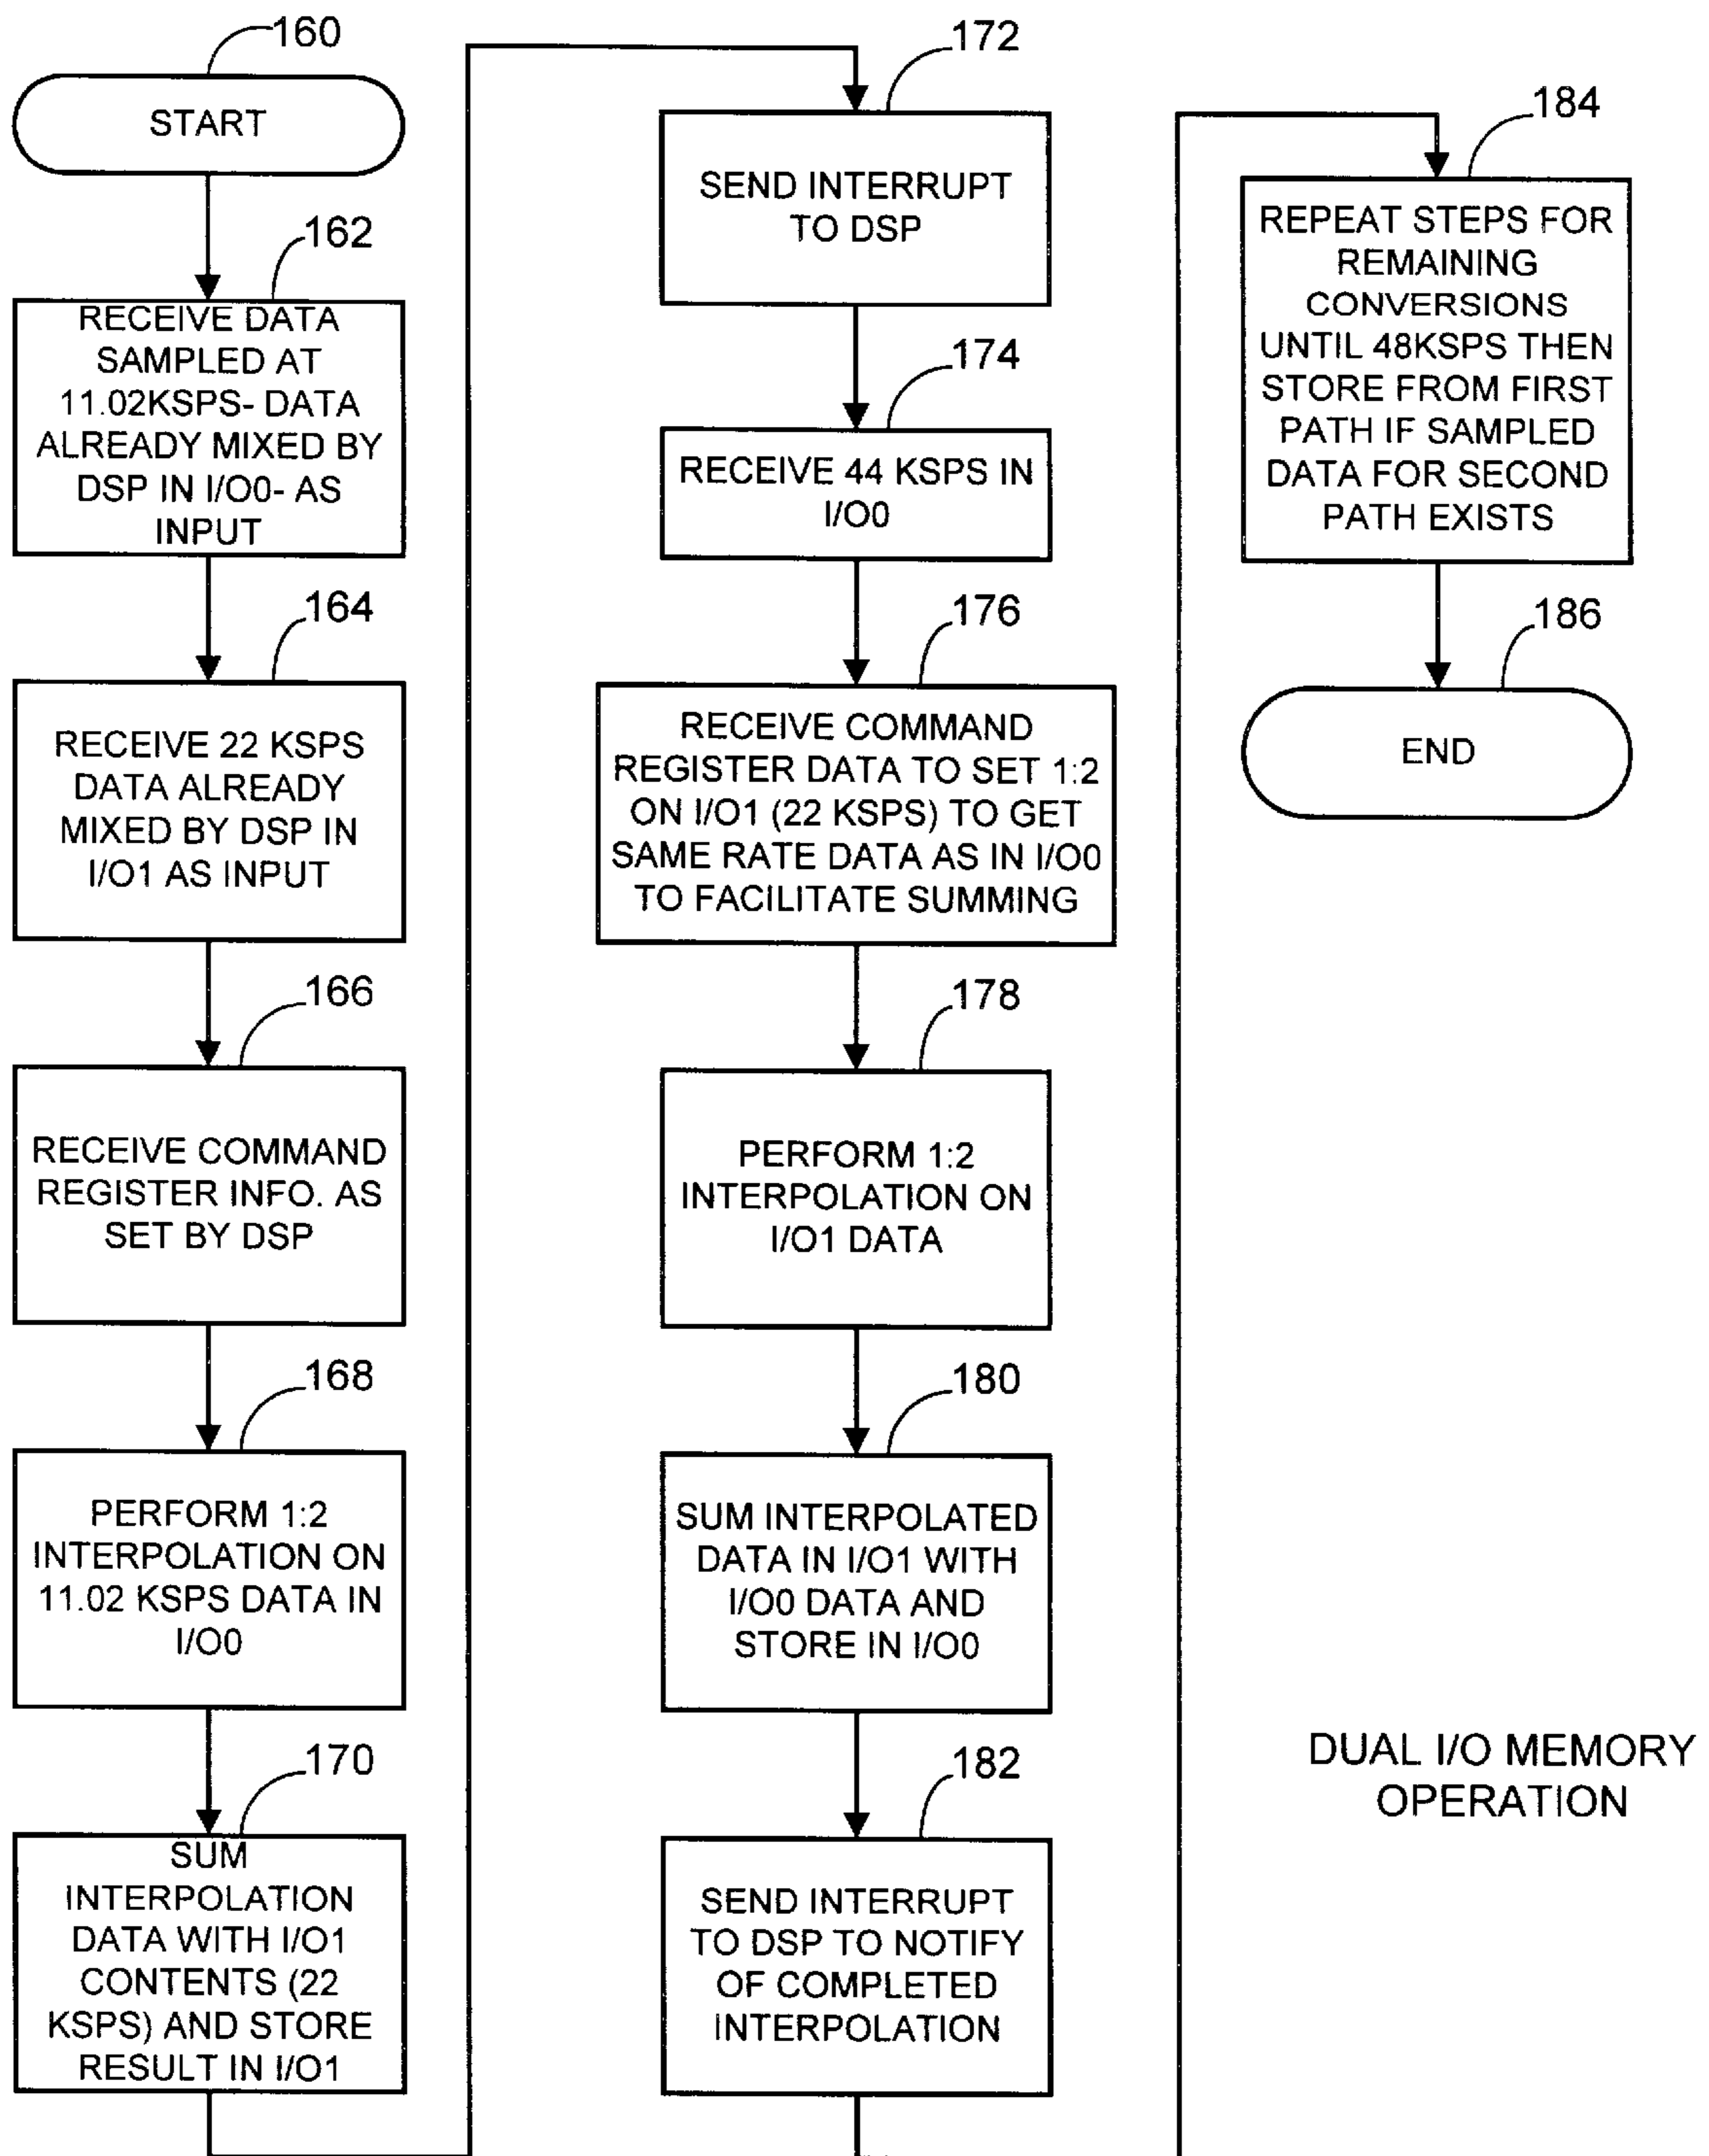 160
START
162
RECEIVE DATA
SAMPLED AT
11.02KSPS- DATA
ALREADY MIXED BY
DSP IN I/O0- AS
INPUT
164
RECEIVE 22 KSPS
DATA ALREADY
MIXED BY DSP IN
I/O1 AS INPUT
166
RECEIVE COMMAND
REGISTER INFO. AS
SET BY DSP
168
PERFORM 1:2
INTERPOLATION ON
11.02 KSPS DATA IN
I/O0
170
SUM
INTERPOLATION
DATA WITH I/O1
CONTENTS (22
KSPS) AND STORE
RESULT IN I/O1
172
SEND INTERRUPT
TO DSP
174
RECEIVE 44 KSPS IN
I/O0
176
RECEIVE COMMAND
REGISTER DATA TO SET 1:2
ON I/O1 (22 KSPS) TO GET
SAME RATE DATA AS IN I/O0
TO FACILITATE SUMMING
178
PERFORM 1:2
INTERPOLATION ON
I/O1 DATA
180
SUM INTERPOLATED
DATA IN I/O1 WITH
I/O0 DATA AND
STORE IN I/O0
182
SEND INTERRUPT
TO DSP TO NOTIFY
OF COMPLETED
INTERPOLATION
184
REPEAT STEPS FOR
REMAINING
CONVERSIONS
UNTIL 48KSPS THEN
STORE FROM FIRST
PATH IF SAMPLED
DATA FOR SECOND
PATH EXISTS
186
END
DUAL I/O MEMORY
OPERATION